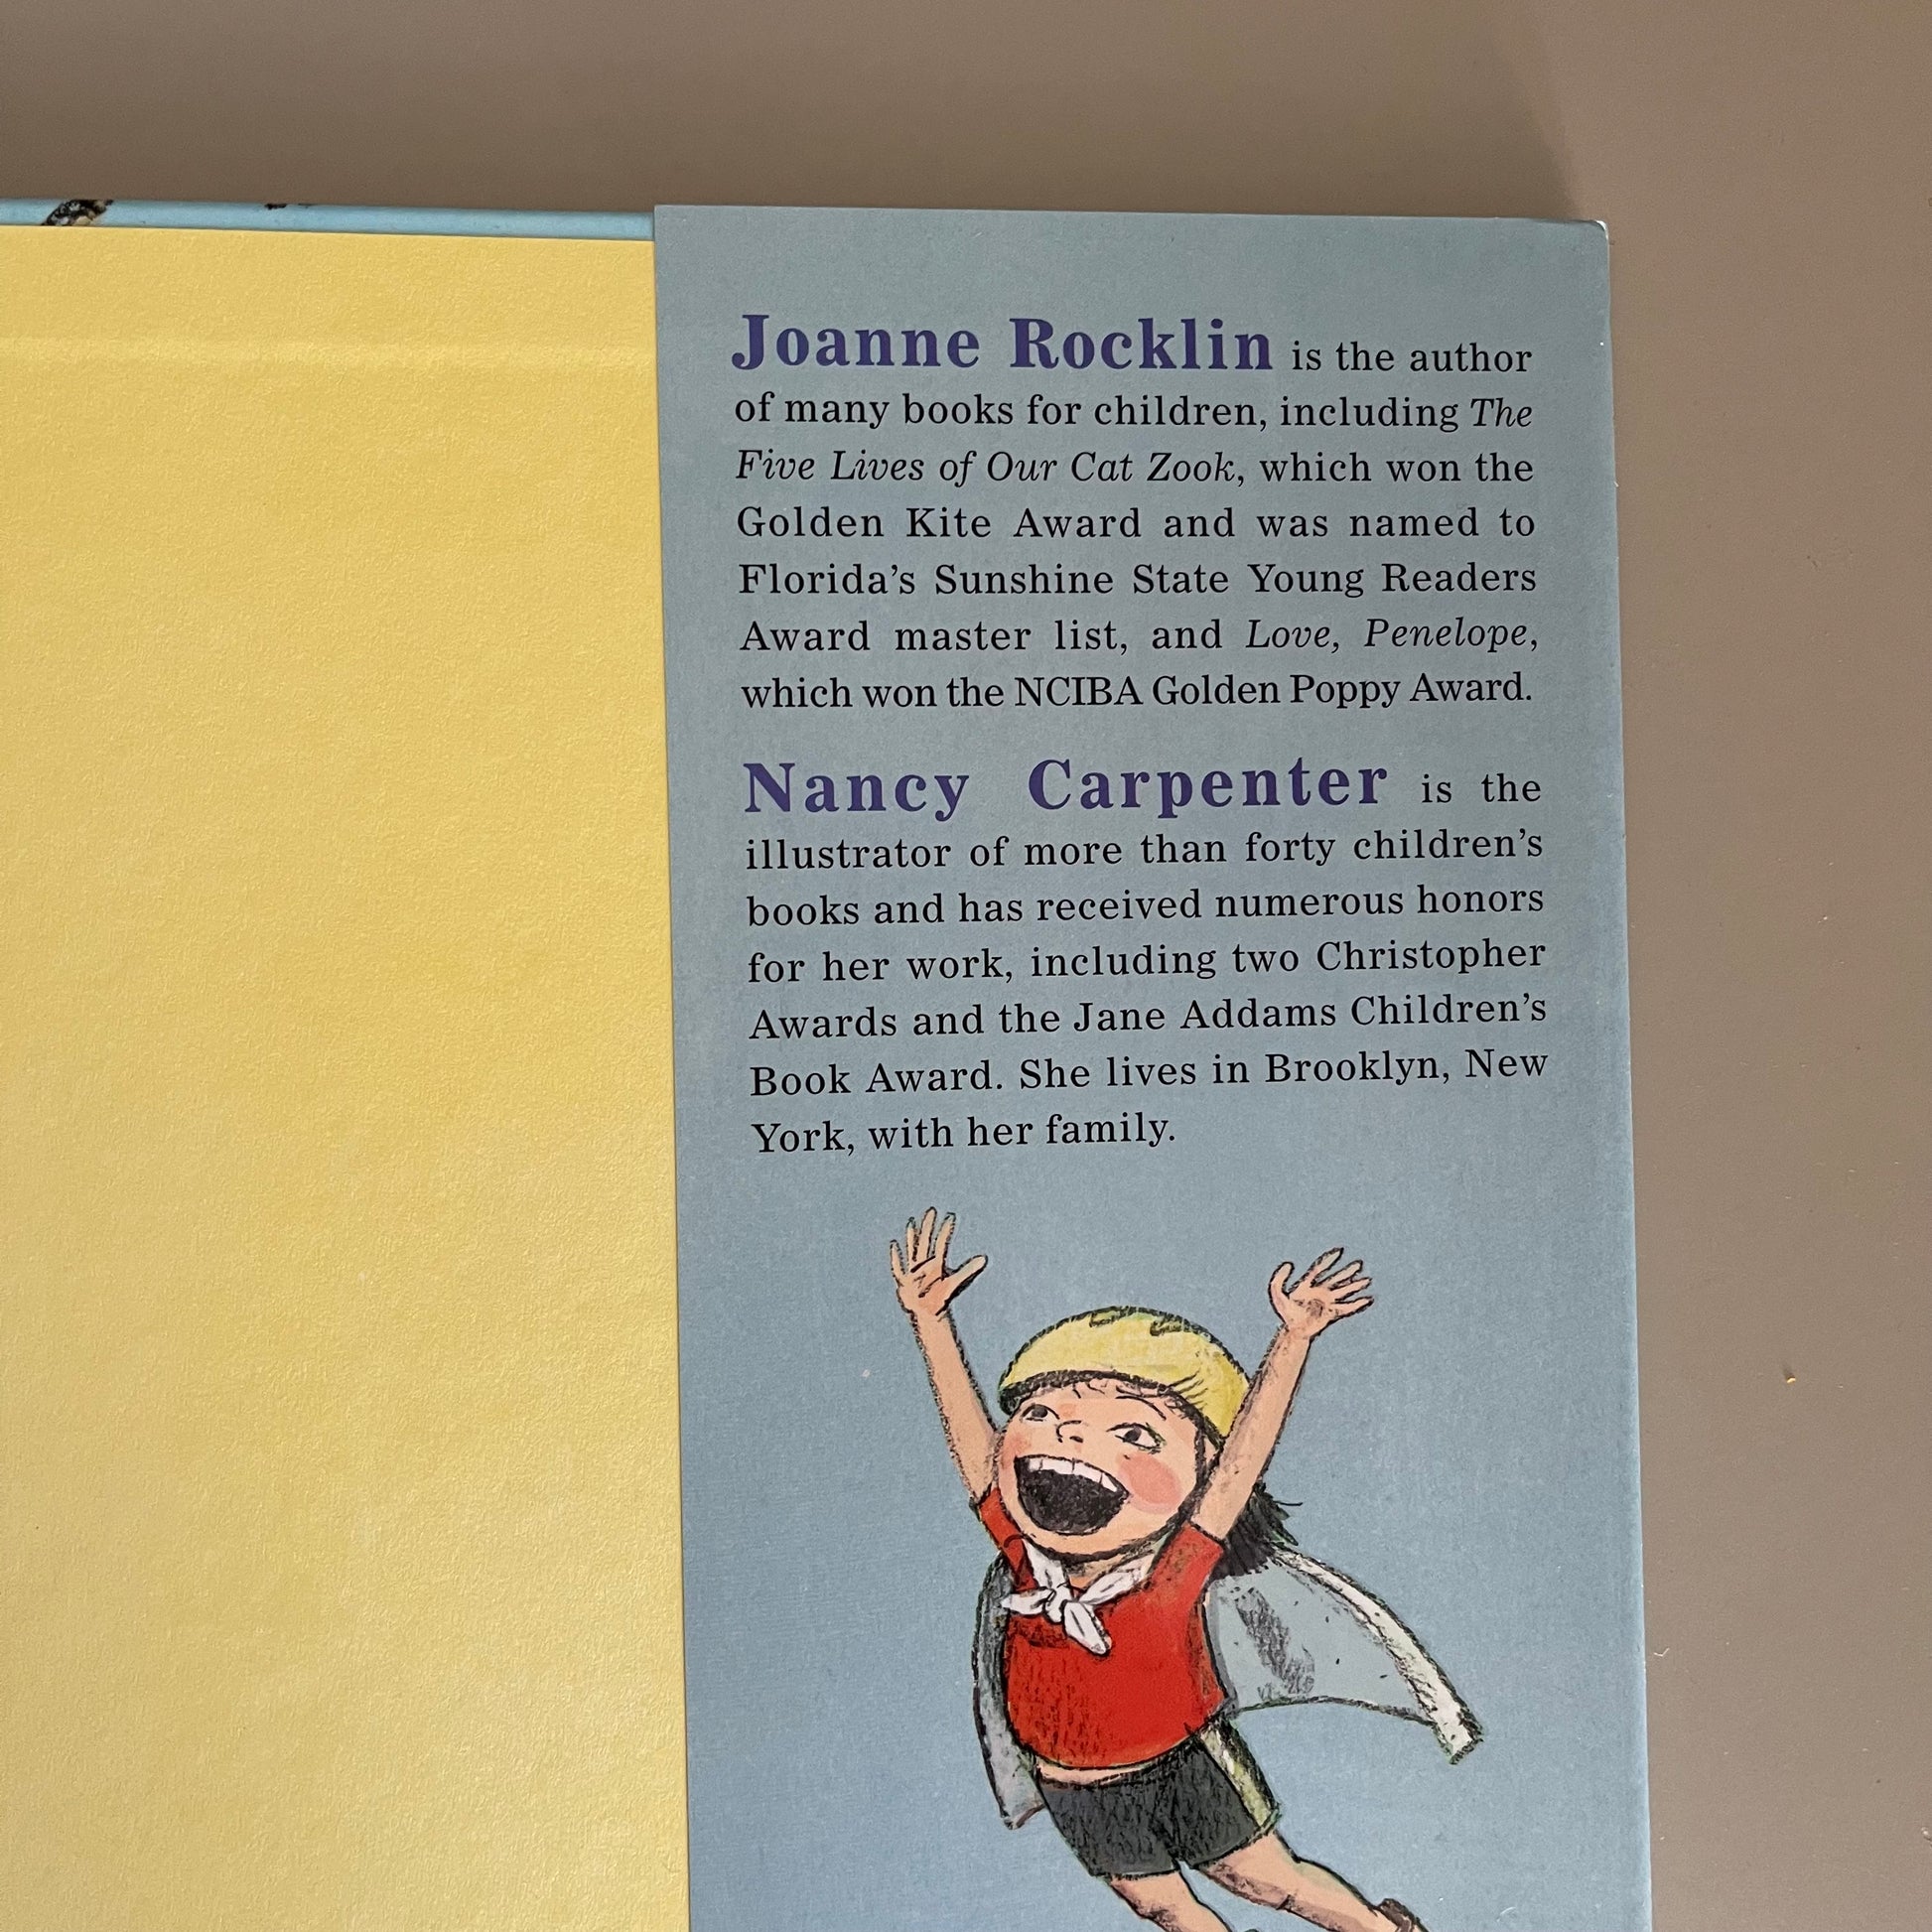 Joanne Rocklin is the author
of many books for children, including The
Five Lives of Our Cat Zook, which won the
Golden Kite Award and was named to
Florida’s Sunshine State Young Readers
Award master list, and Love, Penelope,
which won the NCIBA Golden Poppy Award.
Nancy Carpenter is the
illustrator of more than forty children’s
books and has received numerous honors
for her work, including two Christopher
Awards and the Jane Addams Children’s
Book Award. She lives in Brooklyn, New
York, with her family.